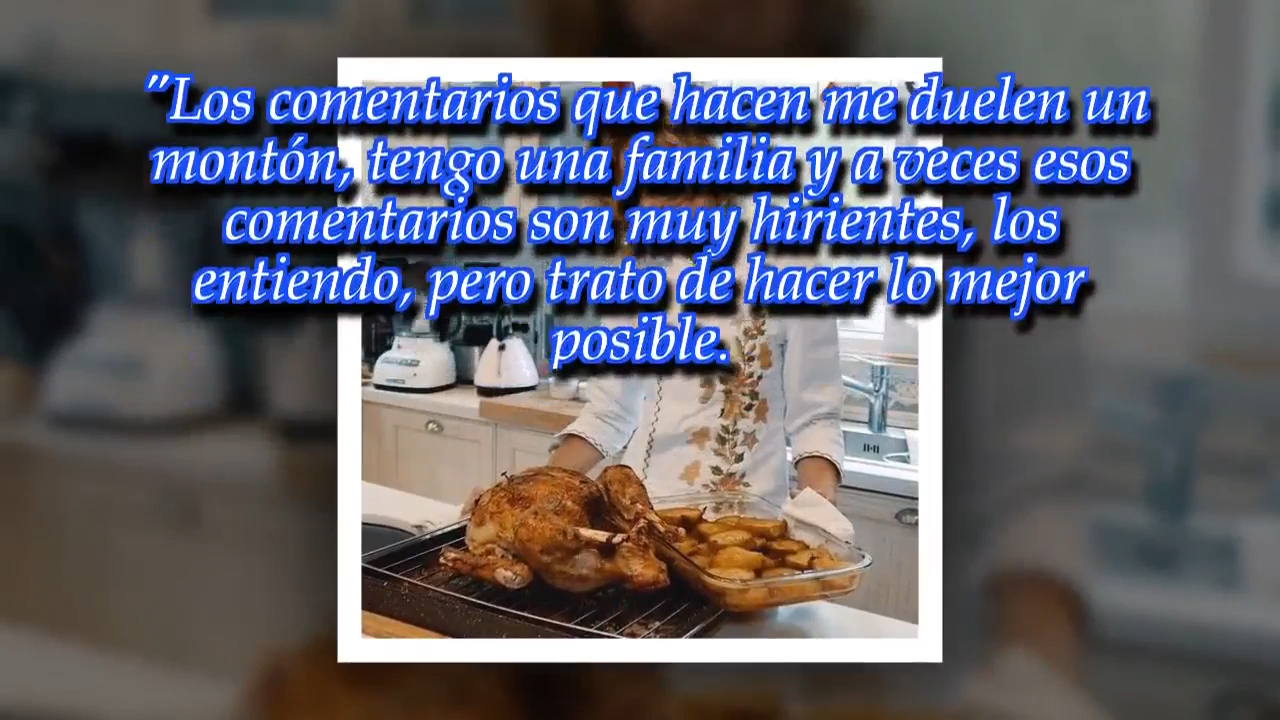 "Los comentarios que hacen me duelen un
montón, tengo una familia y a veces esos
comentarios son muy hirientes, los
entiendo, pero trato de hacer lo mejor
posible.